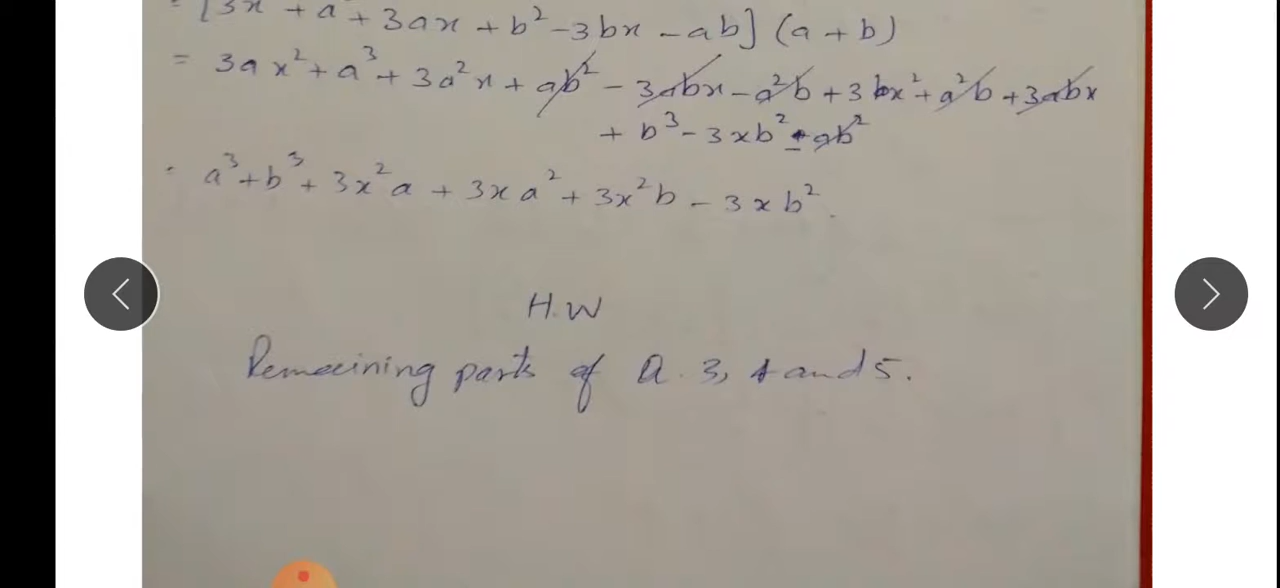 = [3x² + a² + 3ax + b² - 3bx - ab] (a + b)
= 3ax² + a³ + 3a²x + ab² - 3abx - a²b + 3bx² + a²b + 3abx
+ b³ - 3xb² - ab²
= a³ + b³ + 3x²a + 3xa² + 3x²b - 3xb².
H.W
Remaining parts of Q. 3, 4 and 5.